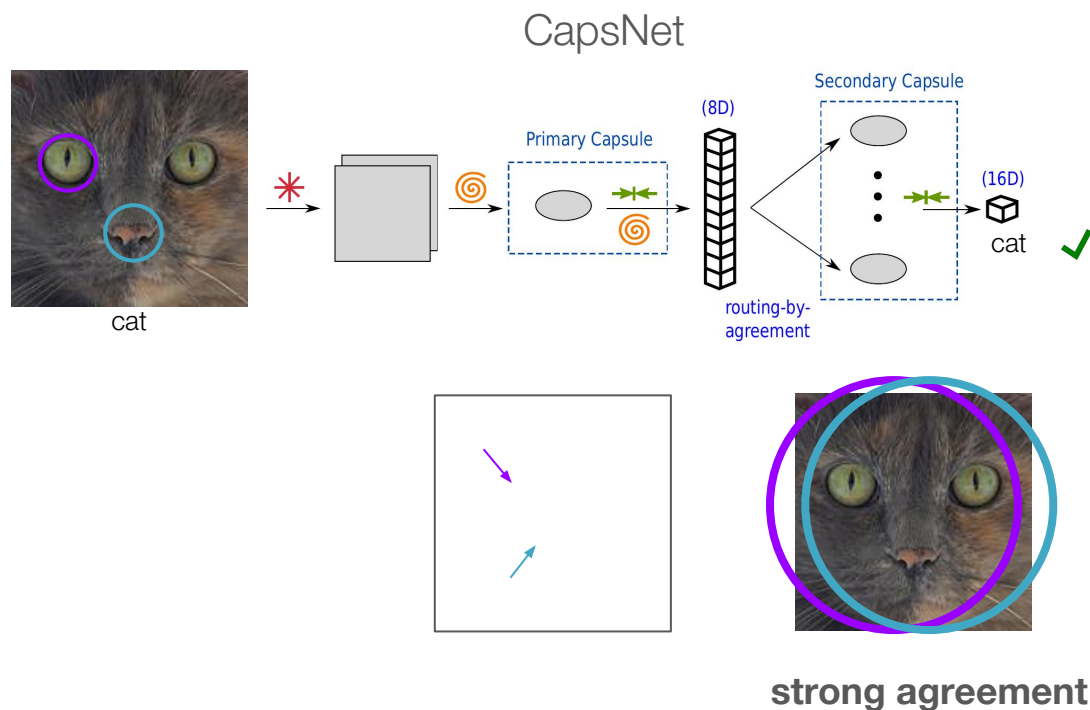 CapsNet
Secondary Capsule
(8D)
Primary Capsule
(16D)
cat
cat
routing-by-
agreement
strong agreement